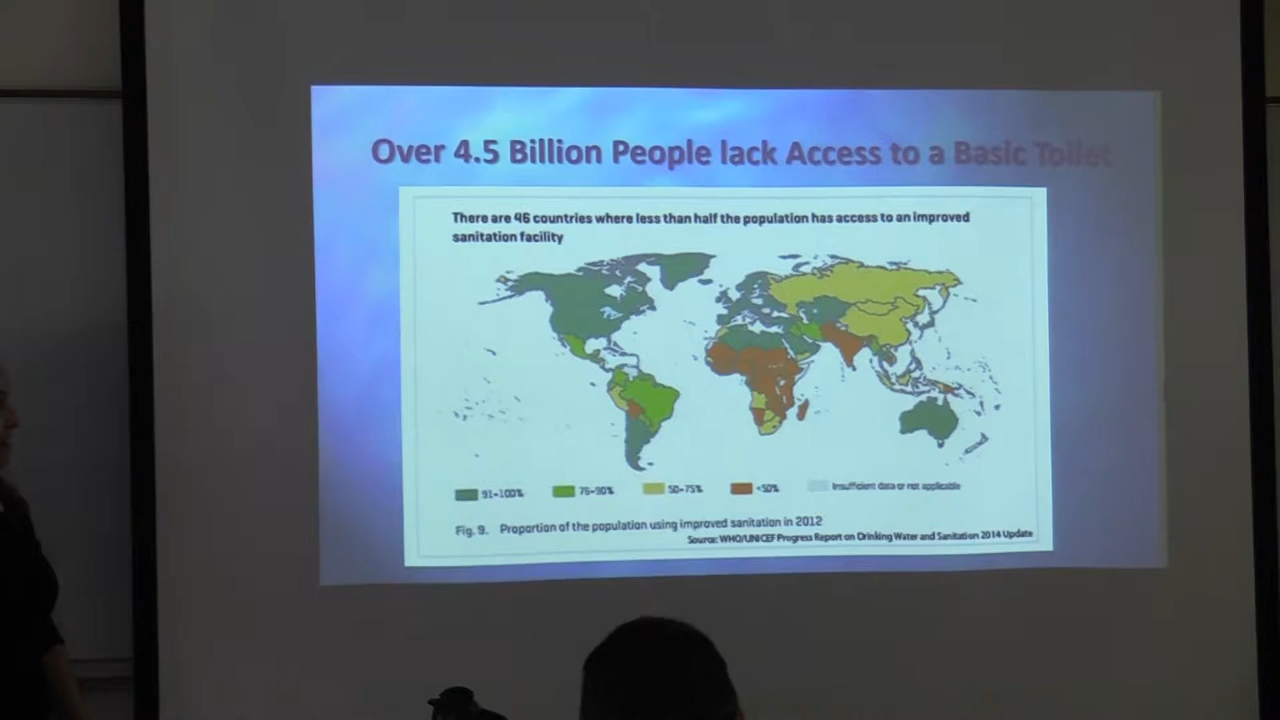 Over 4.5 Billion People lack Access to a Basic Toilet
There are 46 countries where less than half the population has access to an improved
sanitation facility
91-100%
76-90%
50-75%
<50%
Insufficient data or not applicable
Fig. 9. Proportion of the population using improved sanitation in 2012
Source: WHO/UNICEF Progress Report on Drinking Water and Sanitation 2014 Update